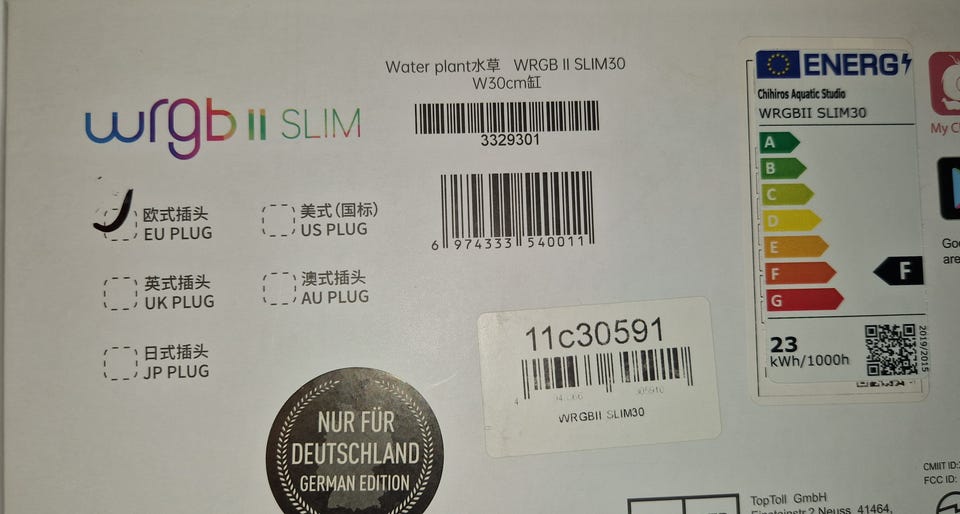 wrgb II SLIM
Water plant水草 WRGB II SLIM30
W30cm缸
3329301
6 974333 540011
欧式插头
EU PLUG
美式(国标)
US PLUG
英式插头
UK PLUG
澳式插头
AU PLUG
日式插头
JP PLUG
NUR FÜR
DEUTSCHLAND
GERMAN EDITION
11c30591
WRGBII SLIM30
ENERG
Chihiros Aquatic Studio
WRGBII SLIM30
A
B
C
D
E
F
G
F
23
kWh/1000h
2019/2015
My C
Goo
are
CMIIT ID:
FCC ID:
TopToll GmbH
Einsteinstr.2 Neuss, 41464,